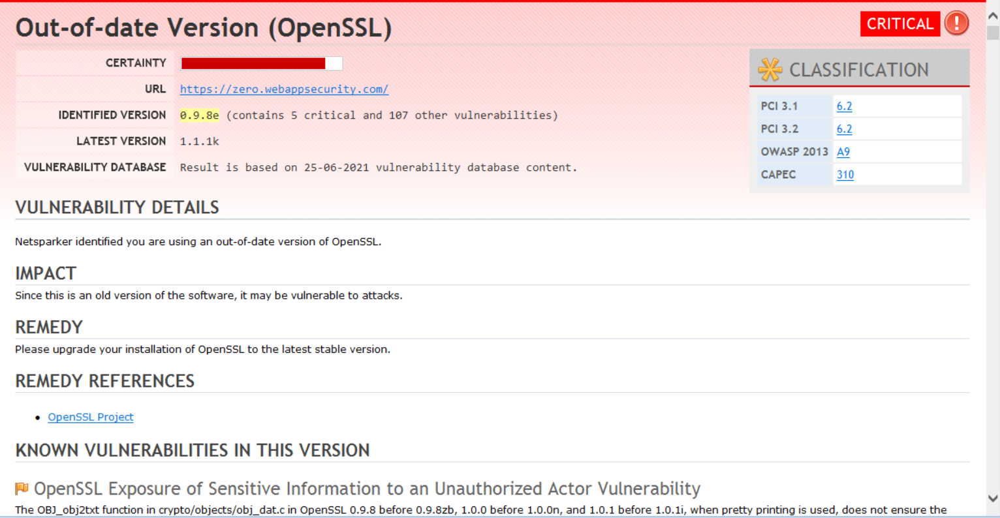 Out-of-date Version (OpenSSL)
CRITICAL
CERTAINTY
URL https://zero.webappsecurity.com/
IDENTIFIED VERSION 0.9.8e (contains 5 critical and 107 other vulnerabilities)
LATEST VERSION 1.1.1k
VULNERABILITY DATABASE Result is based on 25-06-2021 vulnerability database content.
CLASSIFICATION
PCI 3.1 6.2
PCI 3.2 6.2
OWASP 2013 A9
CAPEC 310
VULNERABILITY DETAILS
Netsparker identified you are using an out-of-date version of OpenSSL.
IMPACT
Since this is an old version of the software, it may be vulnerable to attacks.
REMEDY
Please upgrade your installation of OpenSSL to the latest stable version.
REMEDY REFERENCES
• OpenSSL Project
KNOWN VULNERABILITIES IN THIS VERSION
OpenSSL Exposure of Sensitive Information to an Unauthorized Actor Vulnerability
The OBJ_obj2txt function in crypto/objects/obj_dat.c in OpenSSL 0.9.8 before 0.9.8zb, 1.0.0 before 1.0.0n, and 1.0.1 before 1.0.1i, when pretty printing is used, does not ensure the